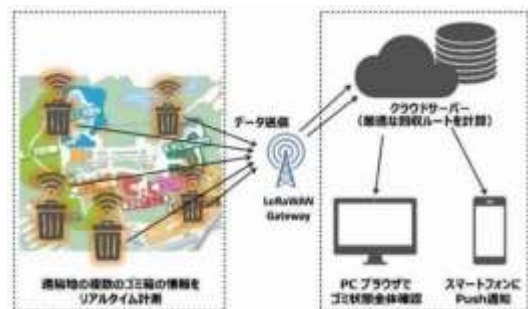 遠隔地の複数のゴミ箱の情報を
リアルタイム計測
データ送信
LoRaWAN
Gateway
クラウドサーバー
(最適な回収ルートを計算)
PC ブラウザで
ゴミ状態全体確認
スマートフォンに
Push通知